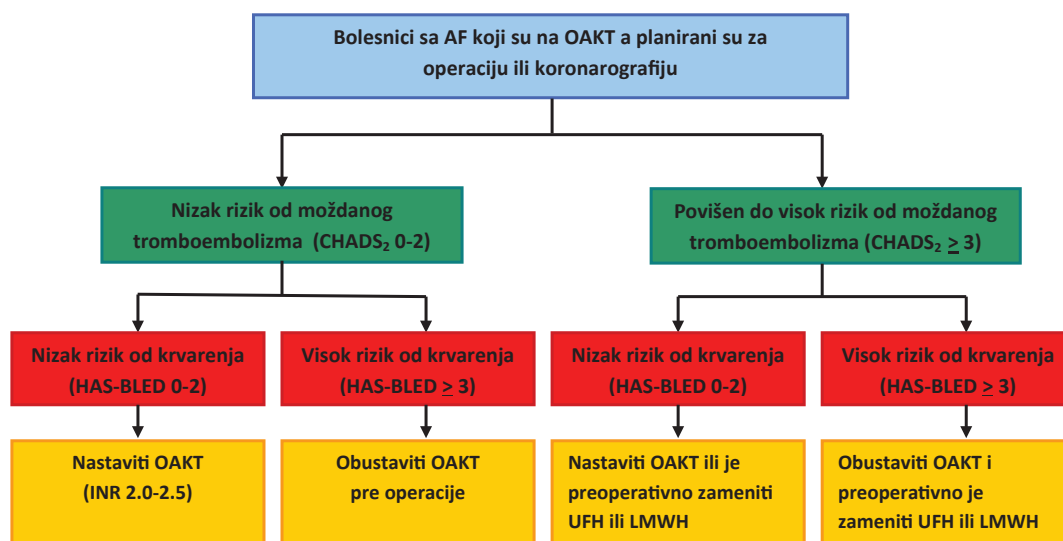 Bolesnici sa AF koji su na OAKT a planirani su za
operaciju ili koronarografiju
Nizak rizik od moždanog
tromboembolizma (CHADS₂ 0-2)
Povišen do visok rizik od moždanog
tromboembolizma (CHADS₂ ≥ 3)
Nizak rizik od krvarenja
(HAS-BLED 0-2)
Visok rizik od krvarenja
(HAS-BLED ≥ 3)
Nizak rizik od krvarenja
(HAS-BLED 0-2)
Visok rizik od krvarenja
(HAS-BLED ≥ 3)
Nastaviti OAKT
(INR 2.0-2.5)
Obustaviti OAKT
pre operacije
Nastaviti OAKT ili je
preoperativno zameniti
UFH ili LMWH
Obustaviti OAKT i
preoperativno je
zameniti UFH ili LMWH